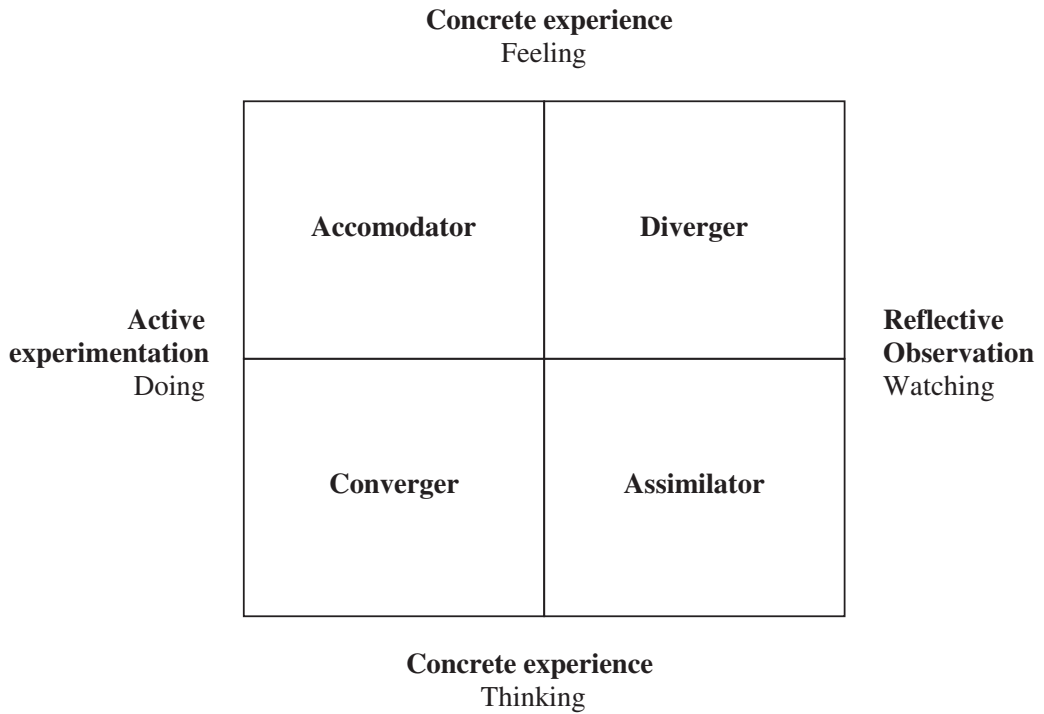 Concrete experience
Feeling
Accomodator
Diverger
Active
experimentation
Doing
Reflective
Observation
Watching
Converger
Assimilator
Concrete experience
Thinking